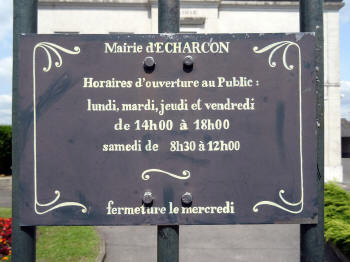 Mairie d'ECHARCON
Horaires d'ouverture au Public :
lundi, mardi, jeudi et vendredi
de 14h00 à 18h00
samedi de 8h30 à 12h00
fermeture le mercredi